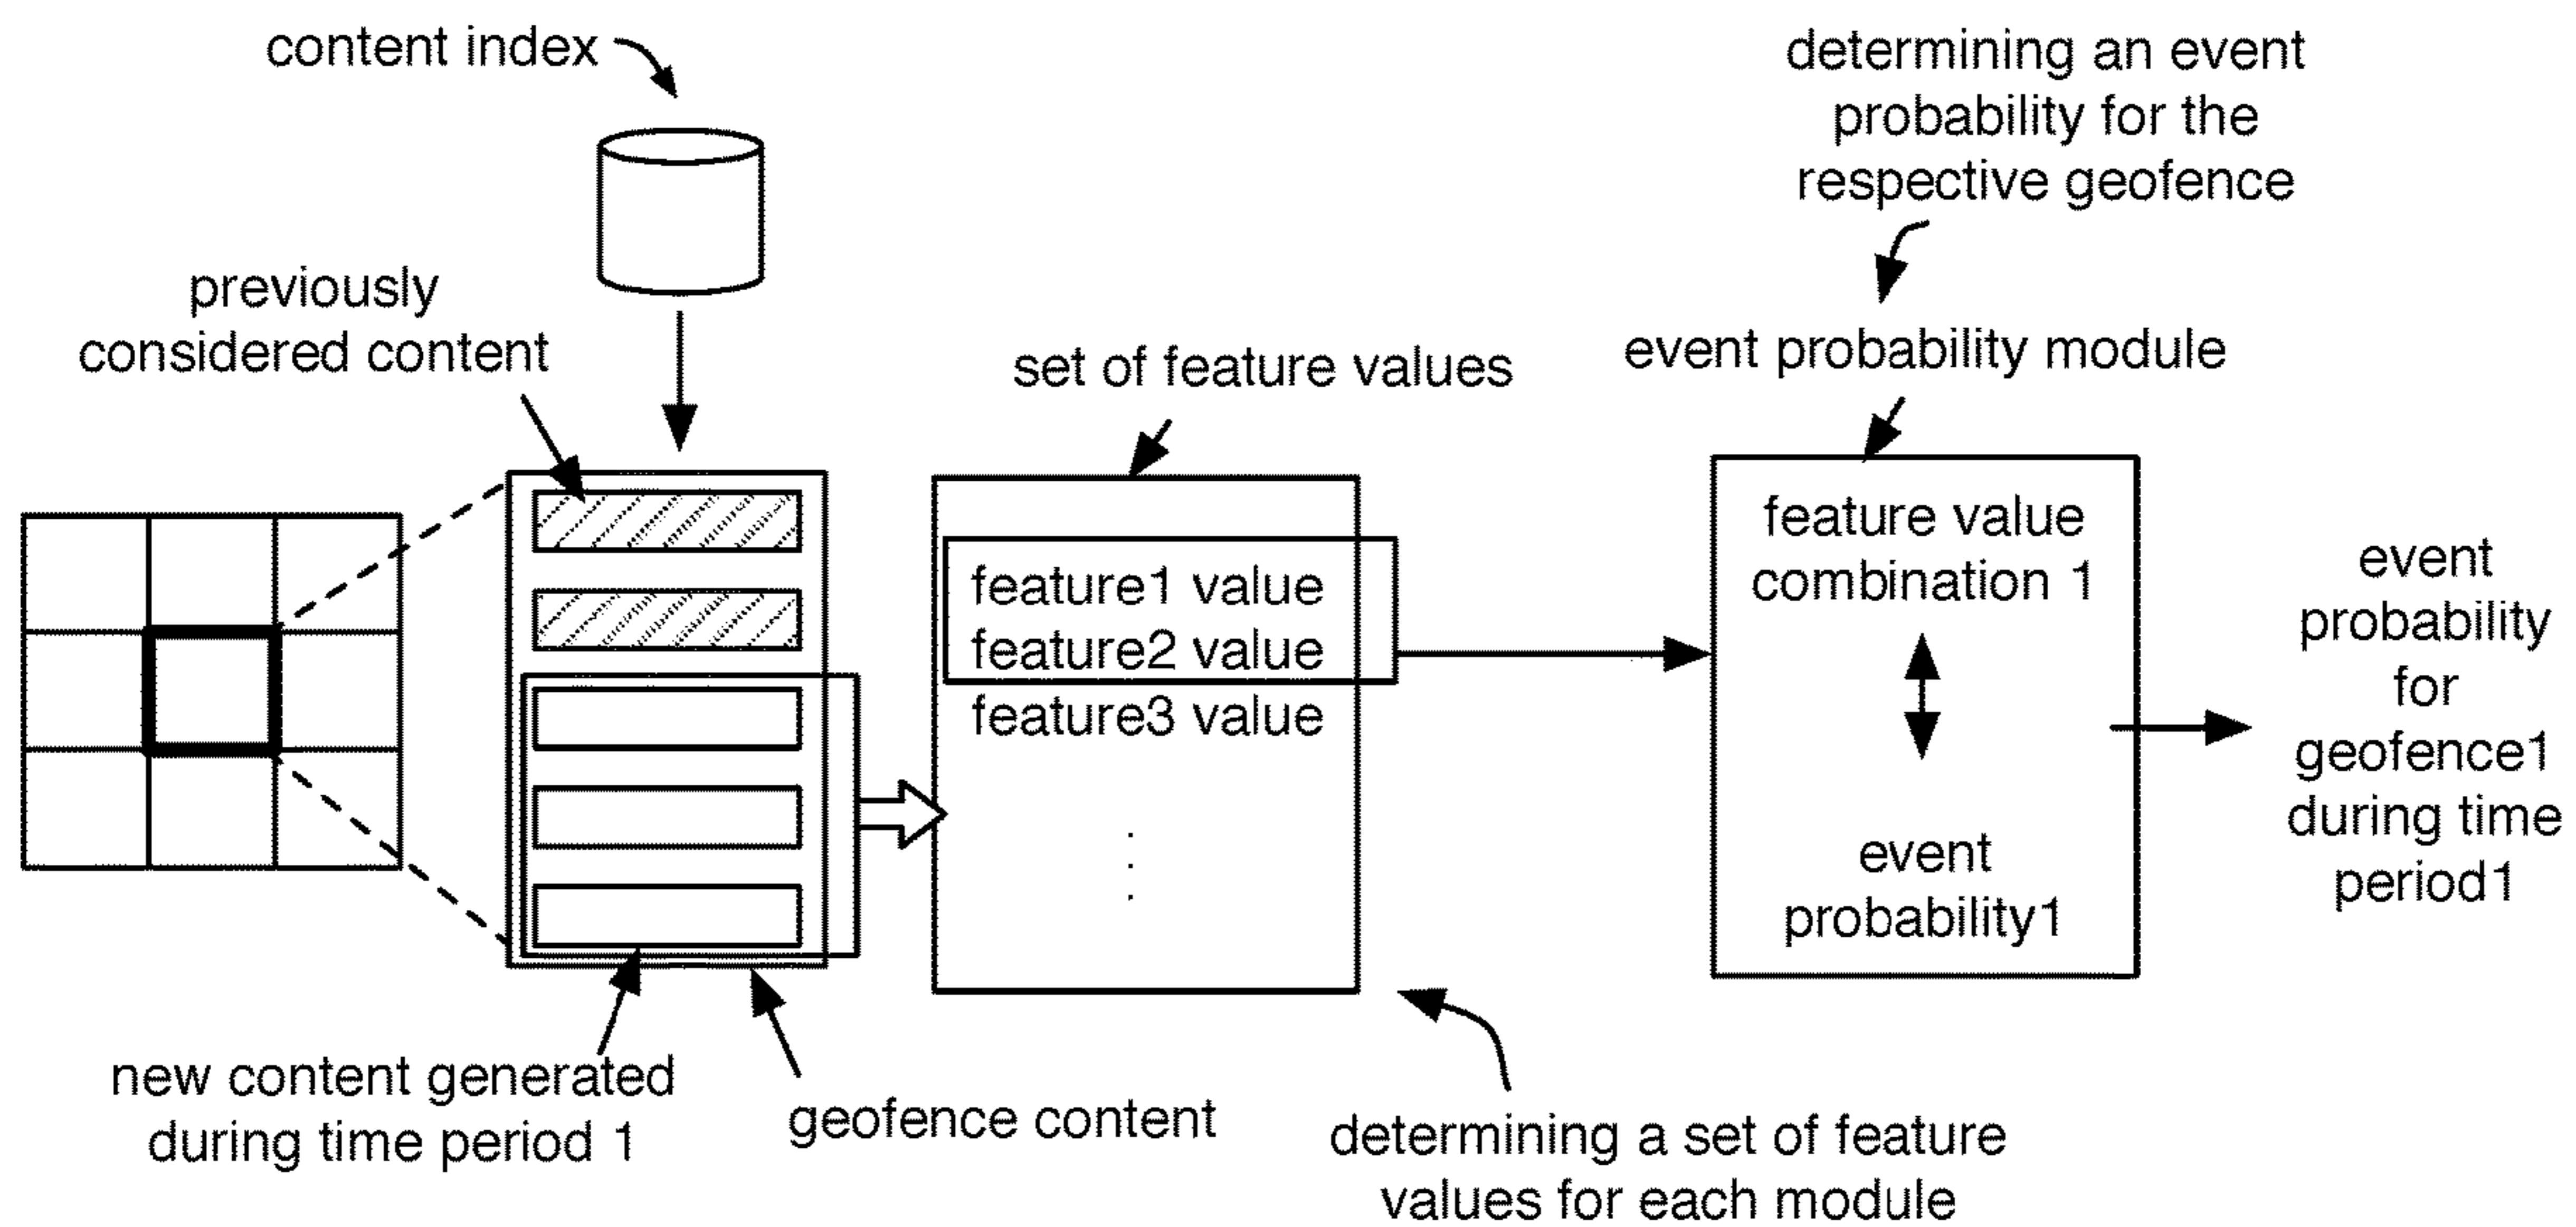 content index
determining an event
probability for the
respective geofence
previously
considered content
event probability module
set of feature values
feature value
combination 1
event
probability1
feature1 value
feature2 value
feature3 value
event
probability
for
geofence1
during time
period1
new content generated
during time period 1
geofence content
determining a set of feature
values for each module